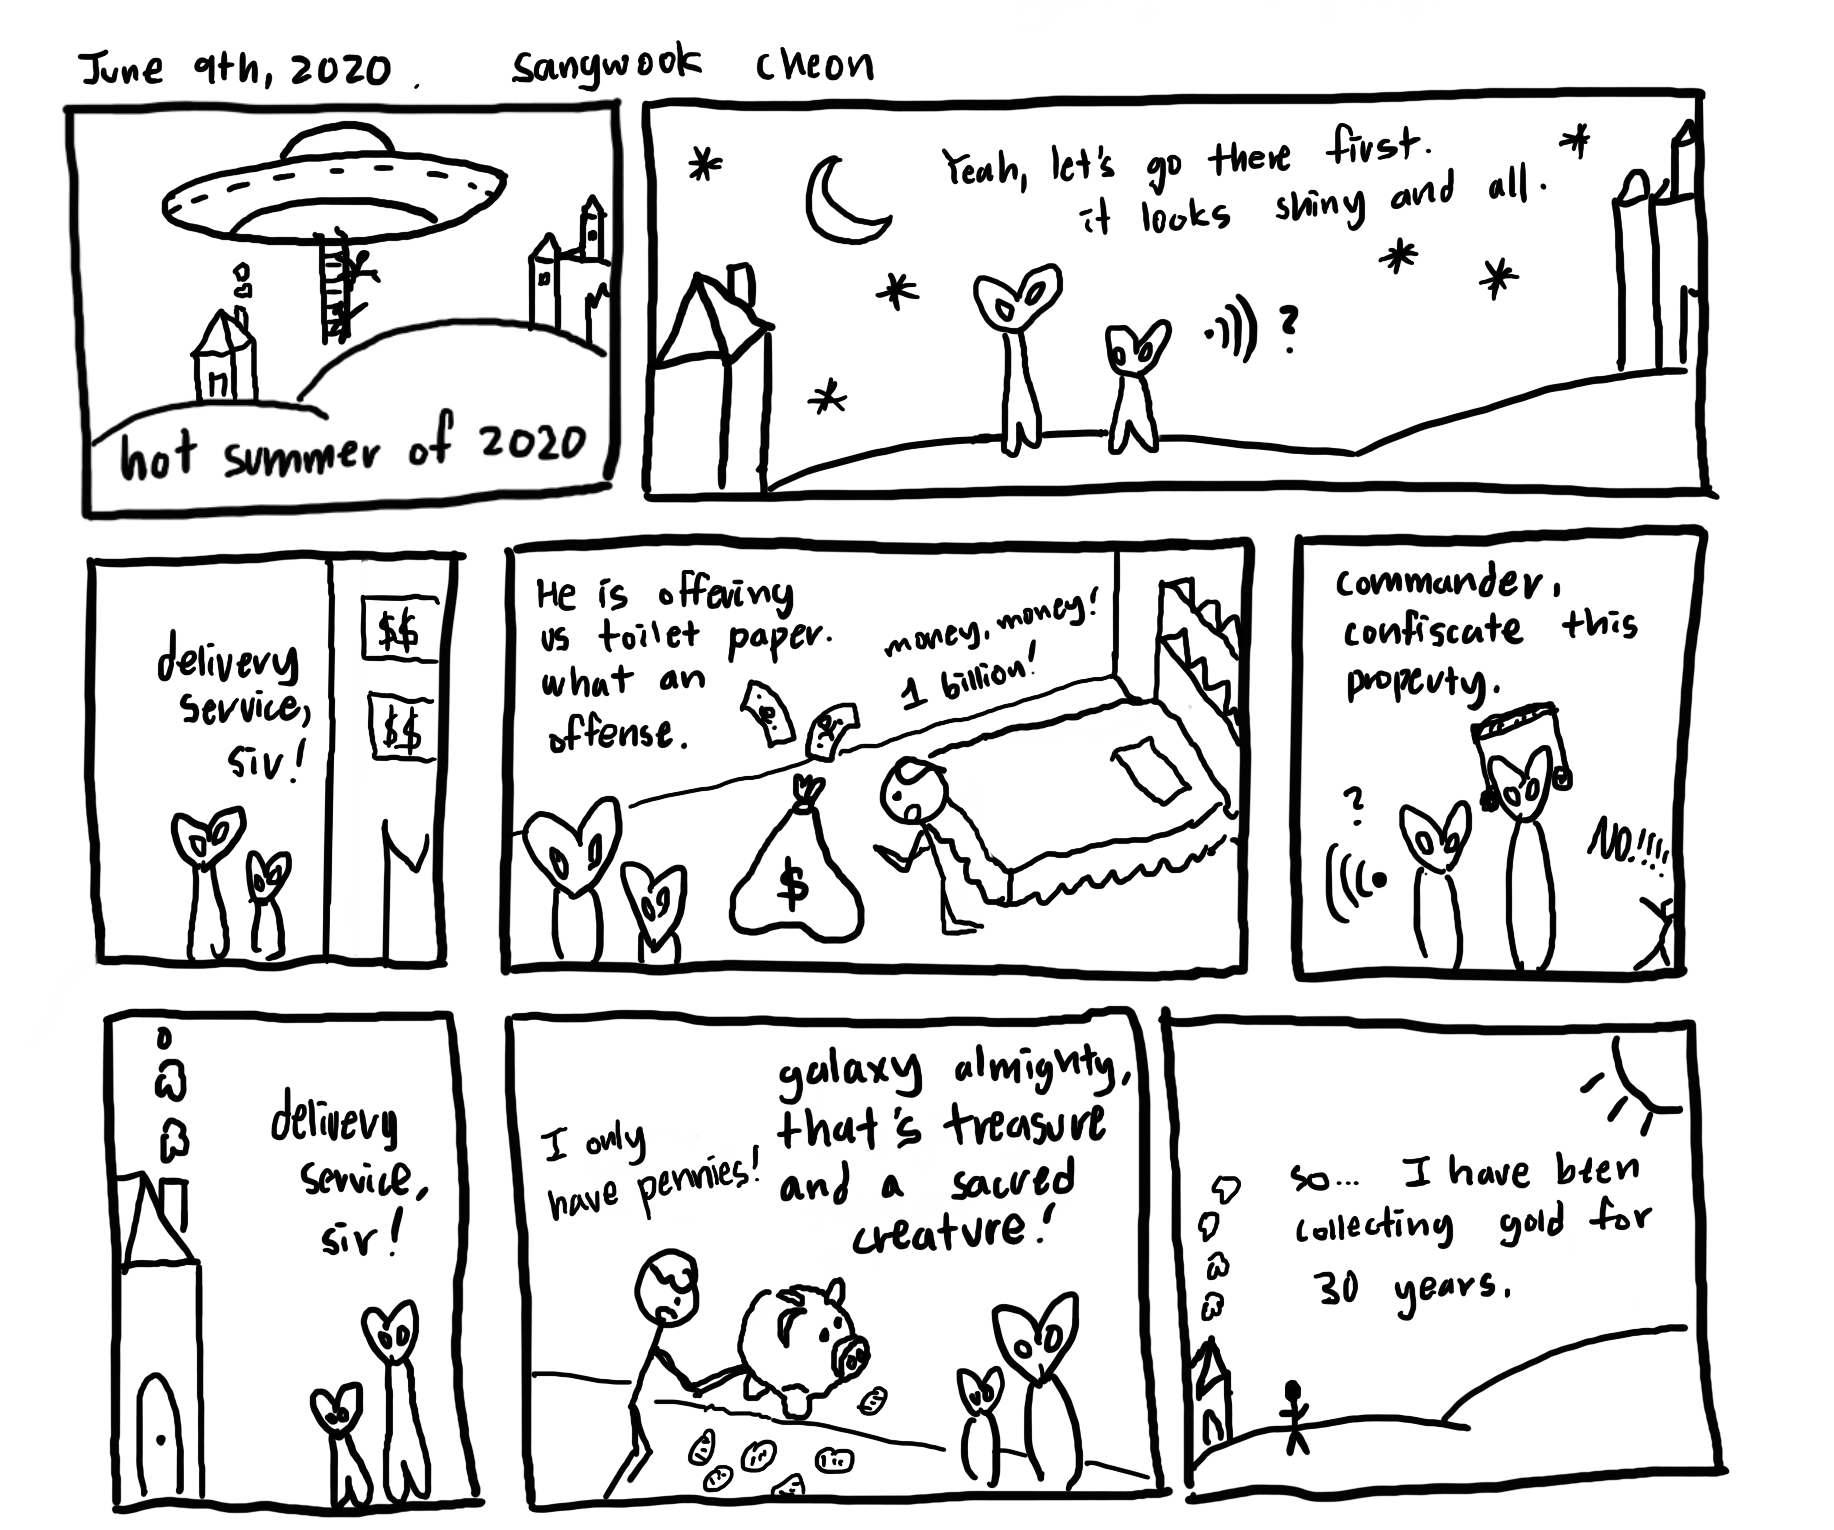 June 9th, 2020. Sangwook Cheon
hot summer of 2020
Yeah, let's go there first.
it looks shiny and all.
?
delivery
service,
sir!
$$
$$
He is offering
us toilet paper.
what an
offense.
money, money!
1 billion!
$
commander,
confiscate this
property.
?
NO.!!!!
delivery
service,
sir!
I only
have pennies!
galaxy almighty,
that's treasure
and a sacred
creature!
so... I have been
collecting gold for
30 years.